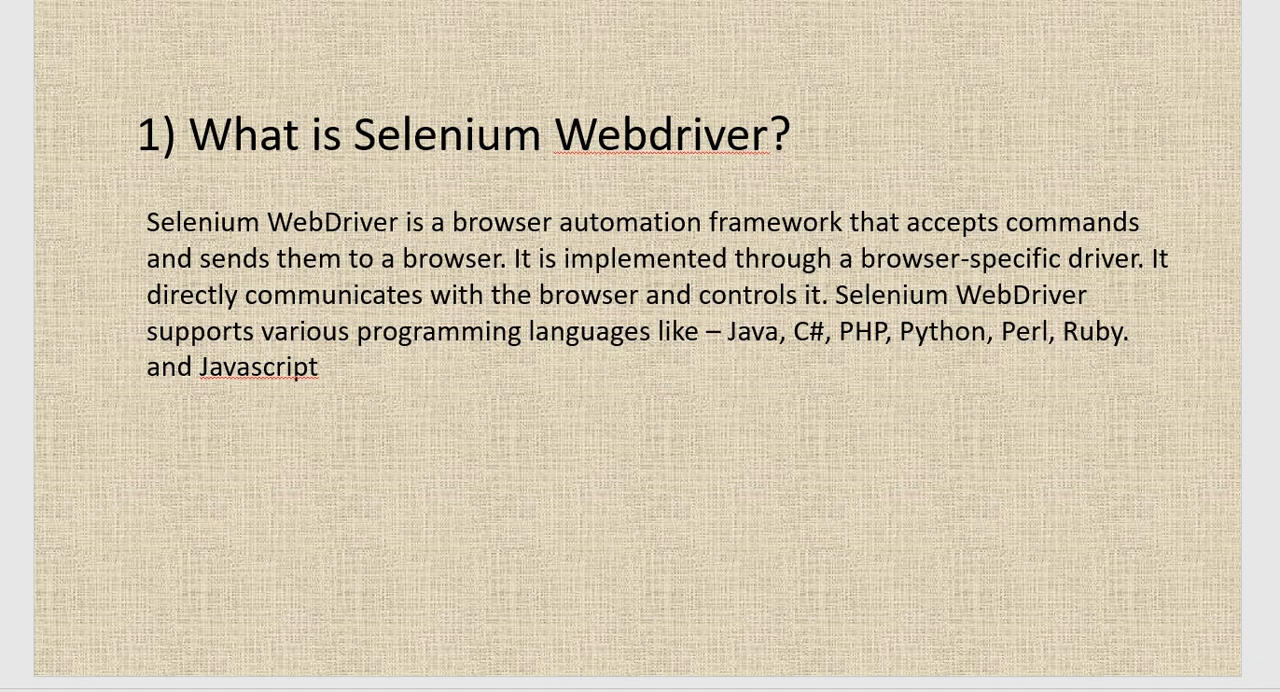 1) What is Selenium Webdriver?
Selenium WebDriver is a browser automation framework that accepts commands
and sends them to a browser. It is implemented through a browser-specific driver. It
directly communicates with the browser and controls it. Selenium WebDriver
supports various programming languages like – Java, C#, PHP, Python, Perl, Ruby.
and Javascript